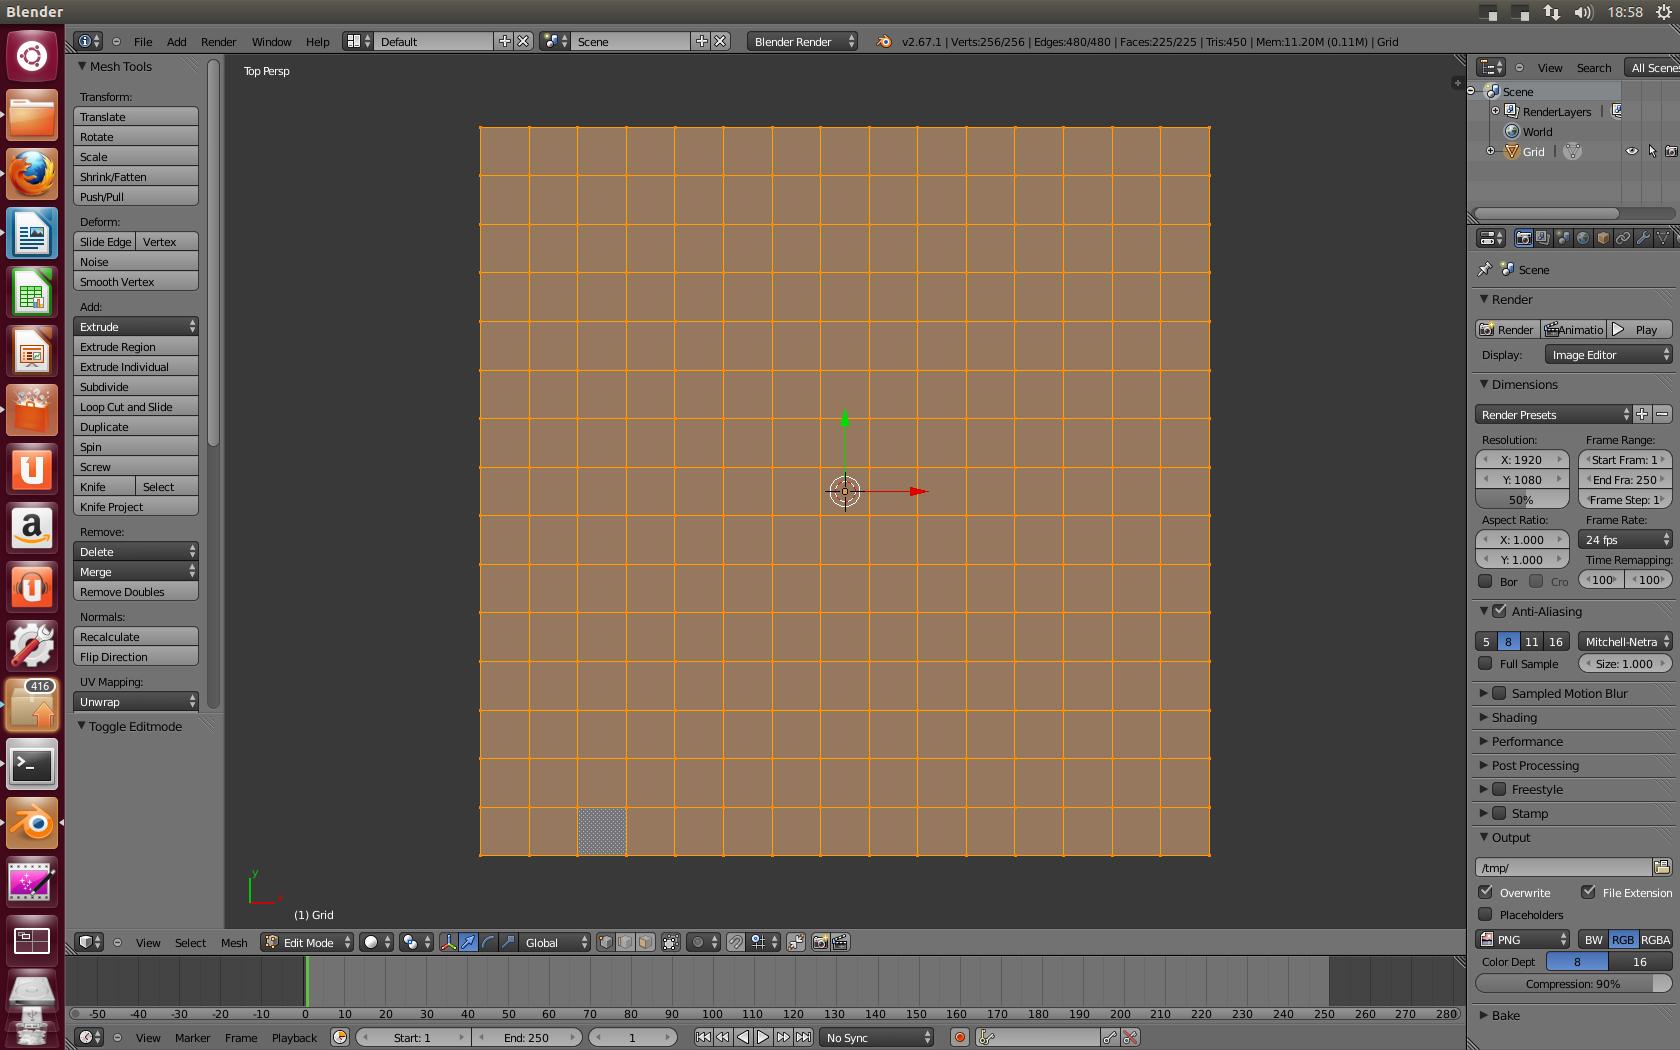 Blender
18:58
File Add Render Window Help Default Scene Blender Render v2.67.1 | Verts:256/256 | Edges:480/480 | Faces:225/225 | Tris:450 | Mem:11.20M (0.11M) | Grid
Mesh Tools
Transform:
Translate
Rotate
Scale
Shrink/Fatten
Push/Pull
Deform:
Slide Edge Vertex
Noise
Smooth Vertex
Add:
Extrude
Extrude Region
Extrude Individual
Subdivide
Loop Cut and Slide
Duplicate
Spin
Screw
Knife Select
Knife Project
Remove:
Delete
Merge
Remove Doubles
Normals:
Recalculate
Flip Direction
UV Mapping:
Unwrap
Toggle Editmode
416
Top Persp
y
x
(1) Grid
View Select Mesh Edit Mode Global
-50 -40 -30 -20 -10 0 10 20 30 40 50 60 70 80 90 100 110 120 130 140 150 160 170 180 190 200 210 220 230 240 250 260 270 280
View Marker Frame Playback Start: 1 End: 250 1 No Sync
View Search All Scene
Scene
RenderLayers |
World
Grid |
Scene
Render
Render Animatio Play
Display: Image Editor
Dimensions
Render Presets
Resolution: Frame Range:
X: 1920 Start Fram: 1
Y: 1080 End Fra: 250
50% Frame Step: 1
Aspect Ratio: Frame Rate:
X: 1.000 24 fps
Y: 1.000 Time Remapping:
Bor Cro 100 100
Anti-Aliasing
5 8 11 16 Mitchell-Netra
Full Sample Size: 1.000
Sampled Motion Blur
Shading
Performance
Post Processing
Freestyle
Stamp
Output
/tmp/
Overwrite File Extension
Placeholders
PNG BW RGB RGBA
Color Dept 8 16
Compression: 90%
Bake